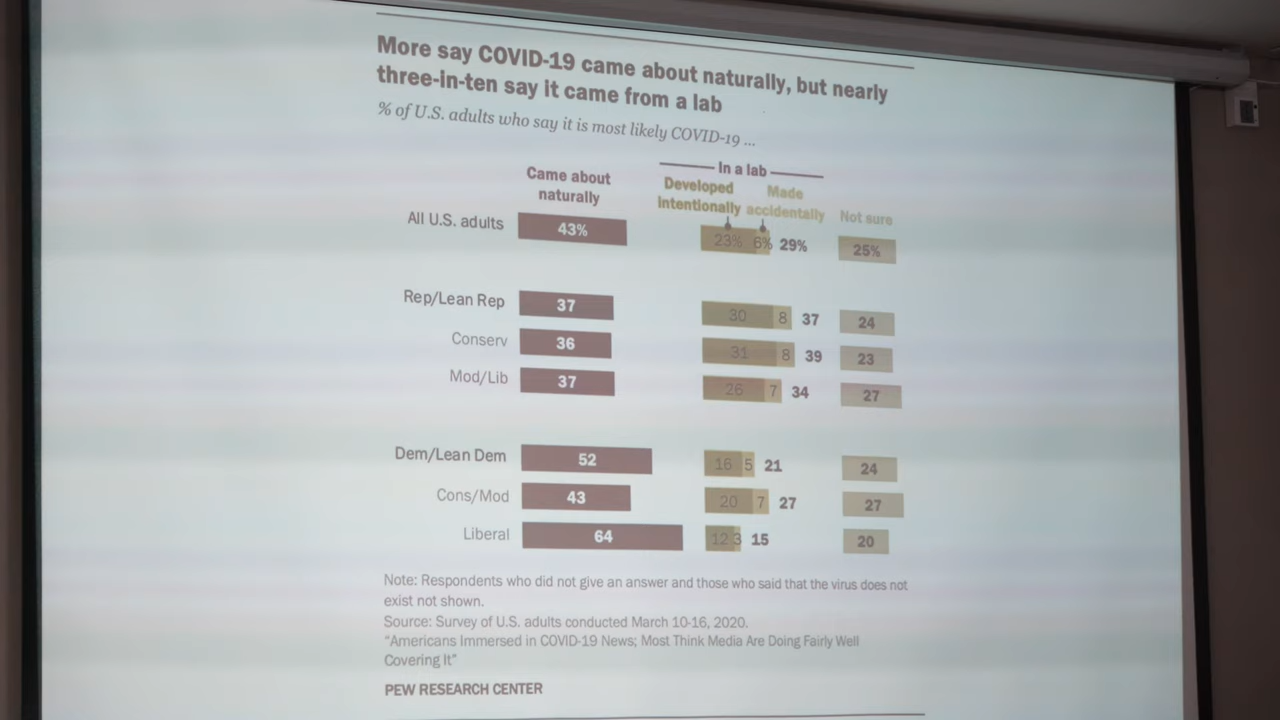 More say COVID-19 came about naturally, but nearly
three-in-ten say it came from a lab
% of U.S. adults who say it is most likely COVID-19 ...
Came about
naturally
In a lab
Developed
intentionally
Made
accidentally
Not sure
All U.S. adults 43% 23% 6% 29% 25%
Rep/Lean Rep 37 30 8 37 24
Conserv 36 31 8 39 23
Mod/Lib 37 26 7 34 27
Dem/Lean Dem 52 16 5 21 24
Cons/Mod 43 20 7 27 27
Liberal 64 12 3 15 20
Note: Respondents who did not give an answer and those who said that the virus does not
exist not shown.
Source: Survey of U.S. adults conducted March 10-16, 2020.
“Americans Immersed in COVID-19 News; Most Think Media Are Doing Fairly Well
Covering It”
PEW RESEARCH CENTER